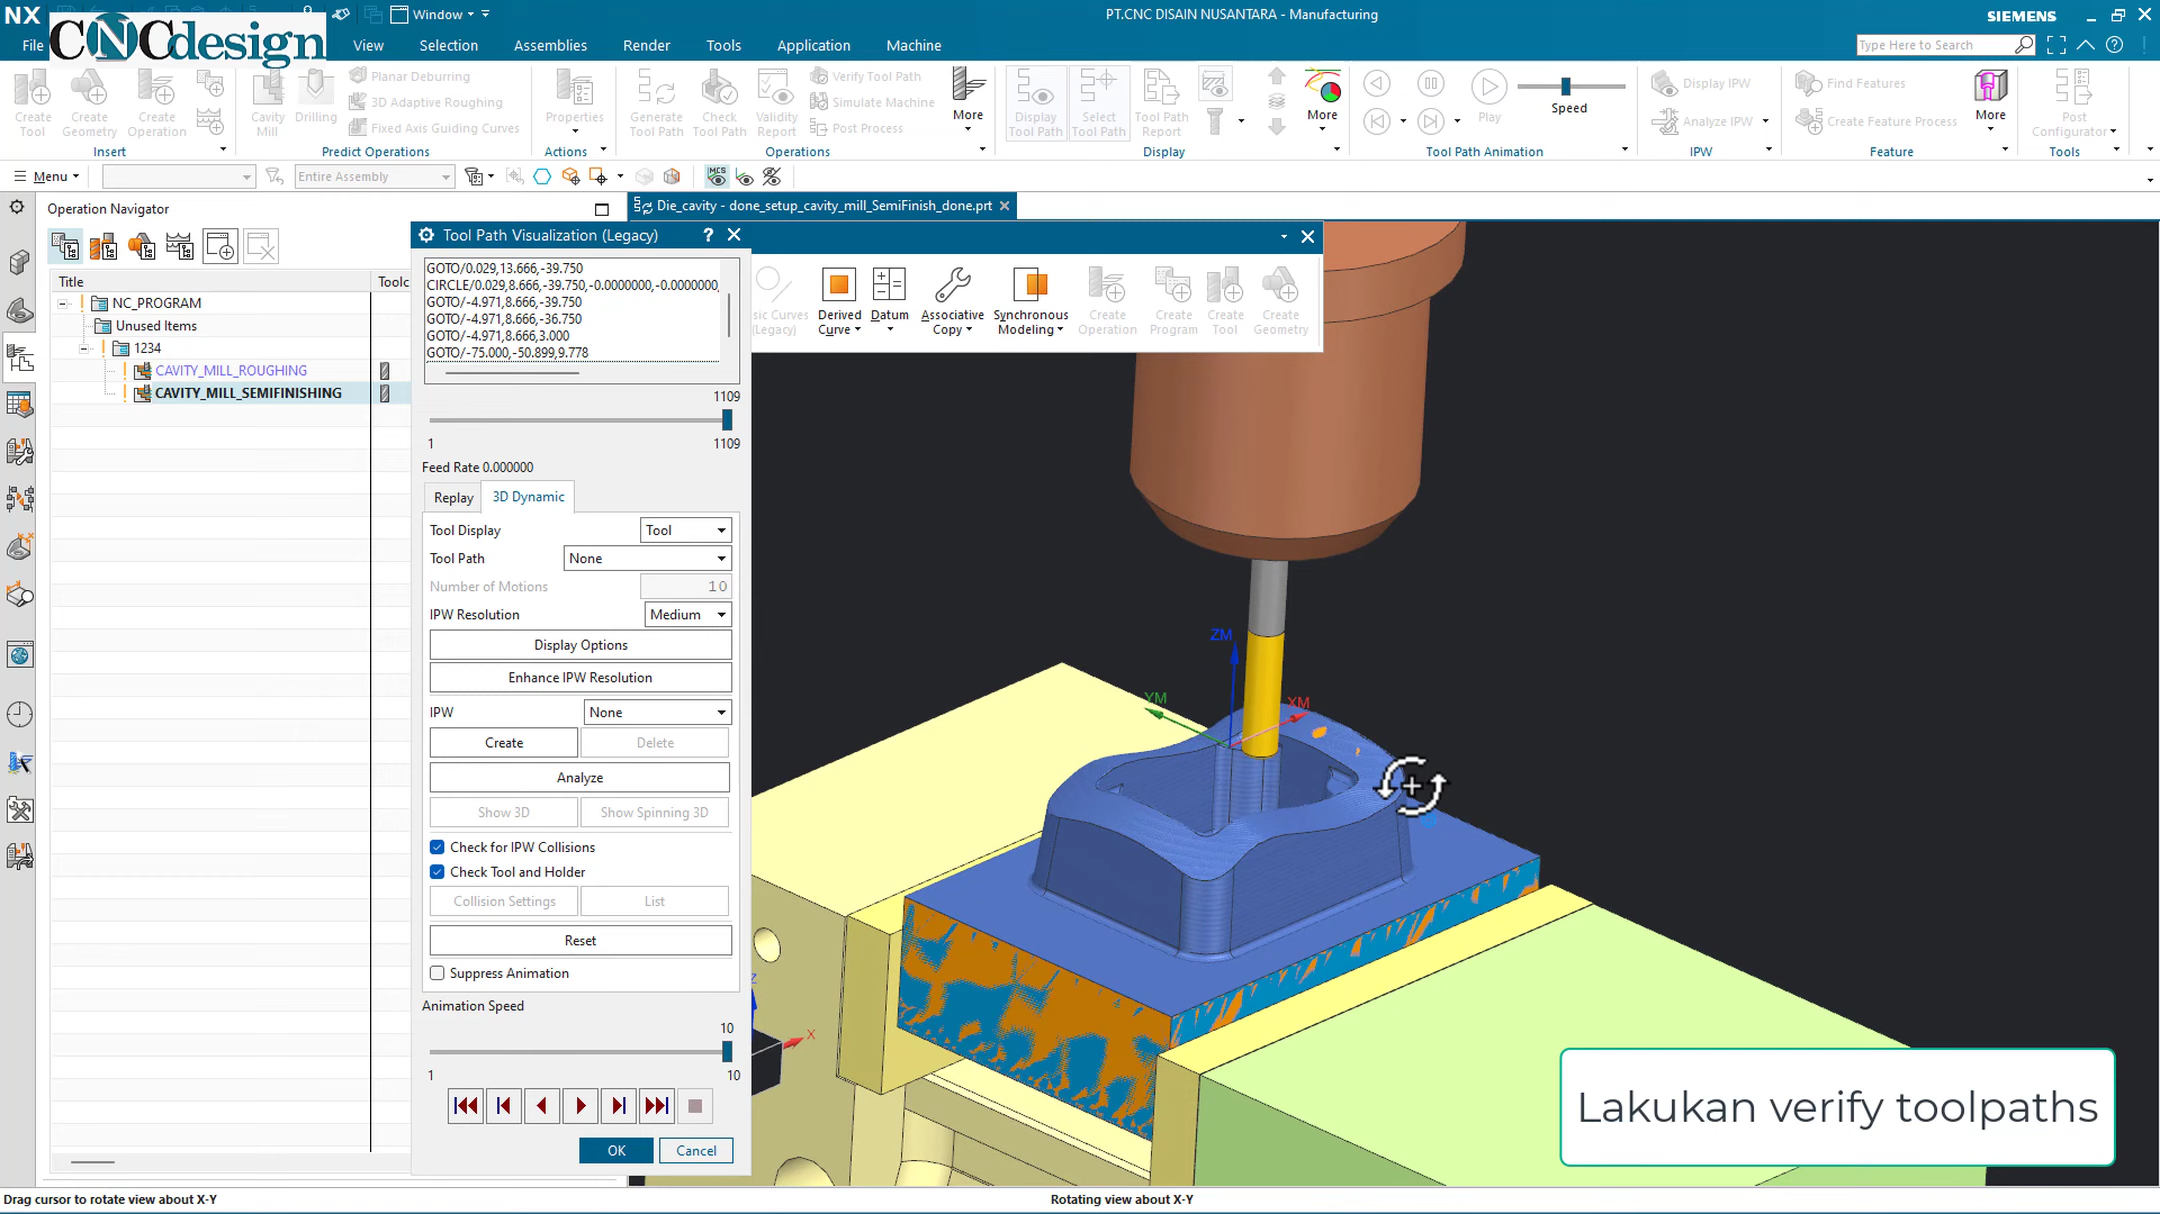 NX
Window
PT.CNC DISAIN NUSANTARA - Manufacturing
SIEMENS
CNCdesign
File
View
Selection
Assemblies
Render
Tools
Application
Machine
Type Here to Search
Create Tool
Create Geometry
Create Operation
Insert
Cavity Mill
Drilling
Planar Deburring
3D Adaptive Roughing
Fixed Axis Guiding Curves
Predict Operations
Properties
Actions
Generate Tool Path
Check Tool Path
Validity Report
Verify Tool Path
Simulate Machine
Post Process
More
Operations
Display Tool Path
Select Tool Path
Tool Path Report
More
Display
Play
Speed
Tool Path Animation
Display IPW
Analyze IPW
IPW
Find Features
Create Feature Process
More
Feature
Post Configurator
Tools
Menu
Entire Assembly
MCS
Operation Navigator
Die_cavity - done_setup_cavity_mill_SemiFinish_done.prt
Title
Toolc
NC_PROGRAM
Unused Items
1234
CAVITY_MILL_ROUGHING
CAVITY_MILL_SEMIFINISHING
Tool Path Visualization (Legacy)
GOTO/0.029,13.666,-39.750
CIRCLE/0.029,8.666,-39.750,-0.0000000,-0.0000000,
GOTO/-4.971,8.666,-39.750
GOTO/-4.971,8.666,-36.750
GOTO/-4.971,8.666,3.000
GOTO/-75.000,-50.899,9.778
1109
1
1109
Feed Rate 0.000000
Replay
3D Dynamic
Tool Display
Tool
Tool Path
None
Number of Motions
10
IPW Resolution
Medium
Display Options
Enhance IPW Resolution
IPW
None
Create
Delete
Analyze
Show 3D
Show Spinning 3D
Check for IPW Collisions
Check Tool and Holder
Collision Settings
List
Reset
Suppress Animation
Animation Speed
10
1
10
OK
Cancel
sic Curves
(Legacy)
Derived Curve
Datum
Associative Copy
Synchronous Modeling
Create Operation
Create Program
Create Tool
Create Geometry
ZM
YM
XM
Z
X
Lakukan verify toolpaths
Drag cursor to rotate view about X-Y
Rotating view about X-Y